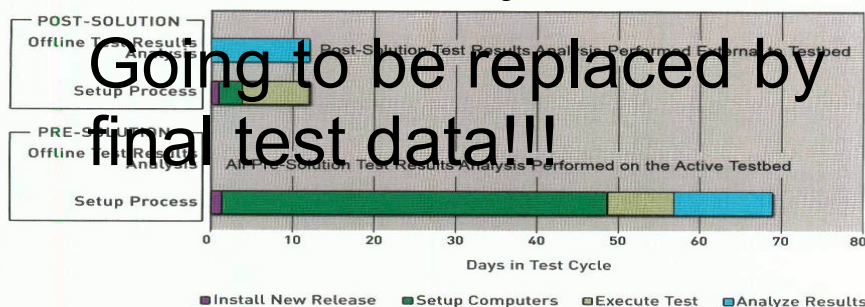 POST-SOLUTION
Offline Test Results
Analysis
Post-Solution Test Results Analysis Performed External to Testbed
Going to be replaced by
final test data!!!
Setup Process
PRE-SOLUTION
Offline Test Results
Analysis
All Pre-Solution Test Results Analysis Performed on the Active Testbed
Setup Process
0 10 20 30 40 50 60 70 80
Days in Test Cycle
Install New Release Setup Computers Execute Test Analyze Results